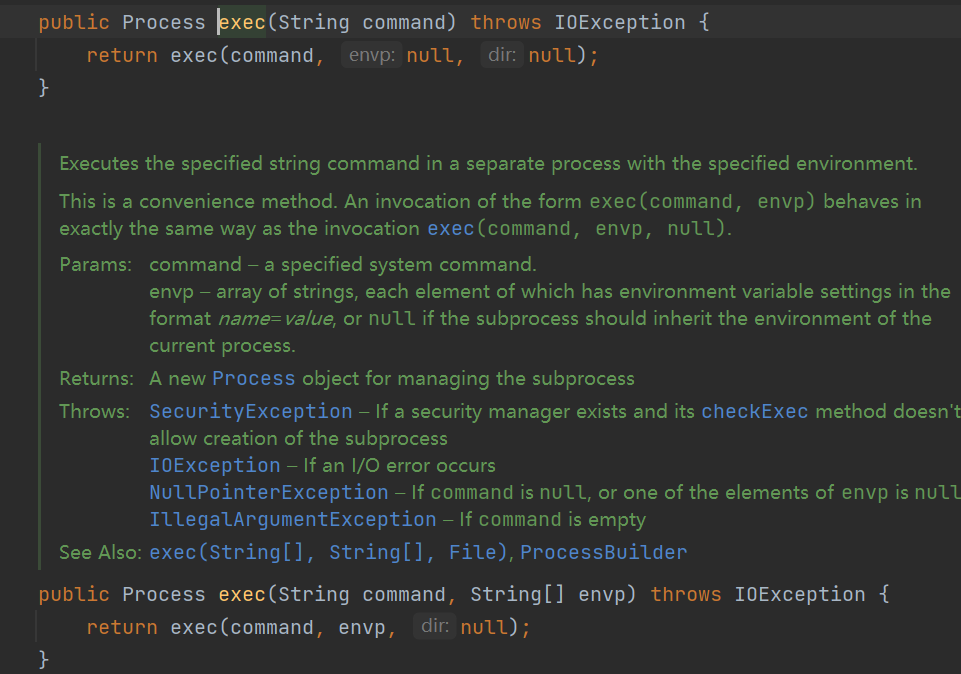 public Process exec(String command) throws IOException {
return exec(command, envp: null, dir: null);
}
Executes the specified string command in a separate process with the specified environment.
This is a convenience method. An invocation of the form exec(command, envp) behaves in
exactly the same way as the invocation exec(command, envp, null).
Params: command – a specified system command.
envp – array of strings, each element of which has environment variable settings in the
format name=value, or null if the subprocess should inherit the environment of the
current process.
Returns: A new Process object for managing the subprocess
Throws: SecurityException – If a security manager exists and its checkExec method doesn't
allow creation of the subprocess
IOException – If an I/O error occurs
NullPointerException – If command is null, or one of the elements of envp is null
IllegalArgumentException – If command is empty
See Also: exec(String[], String[], File), ProcessBuilder
public Process exec(String command, String[] envp) throws IOException {
return exec(command, envp, dir: null);
}